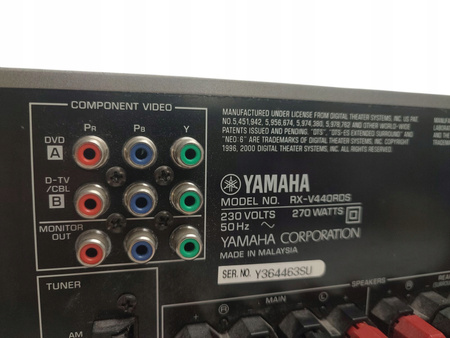 COMPONENT VIDEO
PR PB Y
DVD
A
D-TV
/CBL
B
MONITOR
OUT
TUNER
AM
MANUFACTURED UNDER LICENSE FROM DIGITAL THEATER SYSTEMS, INC. US PAT.
NO.5,451,942, 5,956,674, 5,974,380, 5,978,762 AND OTHER WORLD-WIDE
PATENTS ISSUED AND PENDING. "DTS", "DTS-ES EXTENDED SURROUND" AND
"NEO: 6" ARE TRADEMARKS OF DIGITAL THEATER SYSTEMS, INC. COPYRIGHT
1996, 2000 DIGITAL THEATER SYSTEMS, INC. ALL RIGHTS RESERVED.
YAMAHA
MODEL NO. RX-V440RDS
230 VOLTS 270 WATTS
50Hz
YAMAHA CORPORATION
MADE IN MALAYSIA
SER. NO. Y364463SU
R MAIN L
SPEAKERS
R